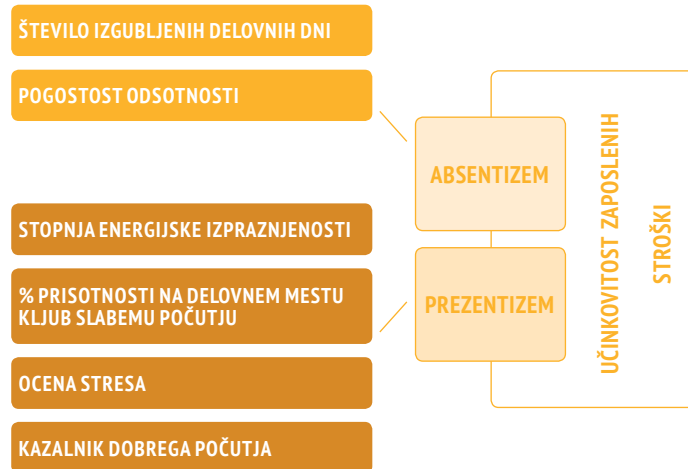 ŠTEVILO IZGUBLJENIH DELOVNIH DNI
POGOSTOST ODSOTNOSTI
ABSENTIZEM
STOPNJA ENERGIJSKE IZPRAZNJENOSTI
% PRISOTNOSTI NA DELOVNEM MESTU
KLJUB SLABEMU POČUTJU
PREZENTIZEM
OCENA STRESA
KAZALNIK DOBREGA POČUTJA
UČINKOVITOST ZAPOSLENIH
STROŠKI